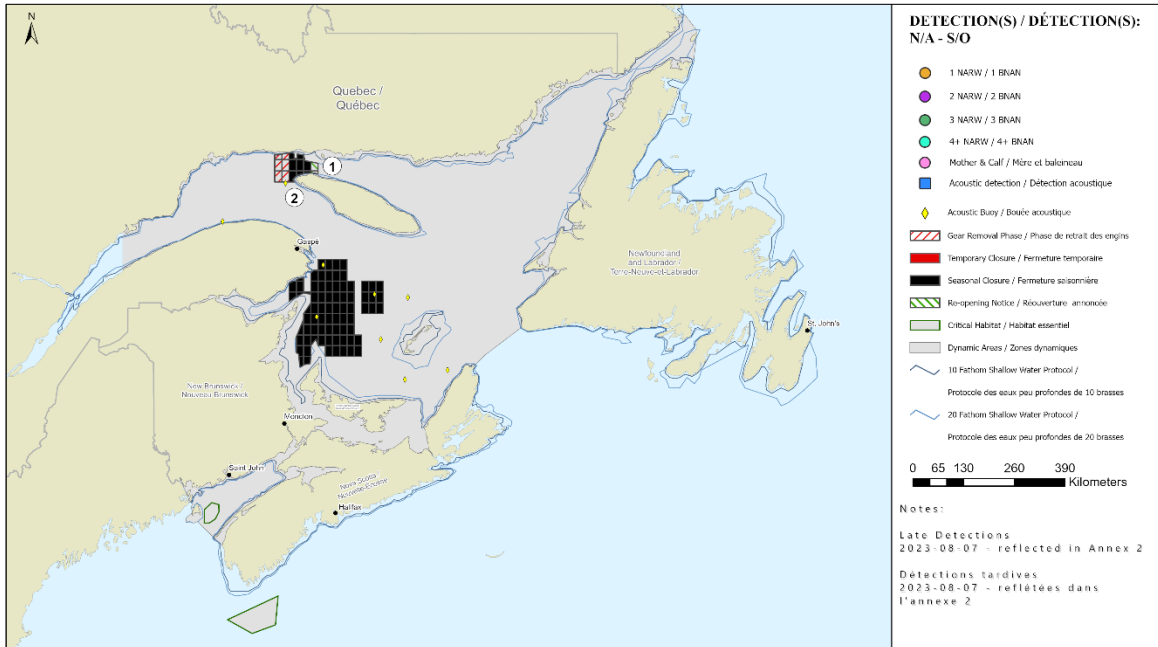 N
Quebec /
Québec
1
2
Gaspé
Newfoundland
and Labrador /
Terre-Neuve-et-Labrador
St. John's
New Brunswick /
Nouveau-Brunswick
Moncton
Saint John
Nova Scotia /
Nouvelle-Écosse
Halifax
DETECTION(S) / DÉTECTION(S):
N/A - S/O
1 NARW / 1 BNAN
2 NARW / 2 BNAN
3 NARW / 3 BNAN
4+ NARW / 4+ BNAN
Mother & Calf / Mère et baleineau
Acoustic detection / Détection acoustique
Acoustic Buoy / Bouée acoustique
Gear Removal Phase / Phase de retrait des engins
Temporary Closure / Fermeture temporaire
Seasonal Closure / Fermeture saisonnière
Re-opening Notice / Réouverture annoncée
Critical Habitat / Habitat essentiel
Dynamic Areas / Zones dynamiques
10 Fathom Shallow Water Protocol /
Protocole des eaux peu profondes de 10 brasses
20 Fathom Shallow Water Protocol /
Protocole des eaux peu profondes de 20 brasses
0 65 130 260 390
Kilometers
Notes:
Late Detections
2023-08-07 - reflected in Annex 2
Détections tardives
2023-08-07 - reflétées dans
l'annexe 2